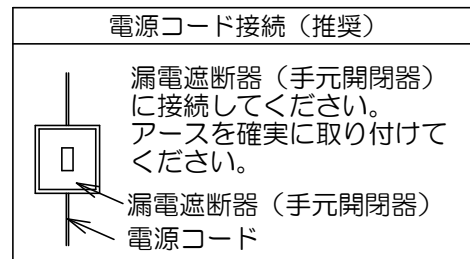 電源コード接続（推奨）
漏電遮断器（手元開閉器）
に接続してください。
アースを確実に取り付けて
ください。
漏電遮断器（手元開閉器）
電源コード